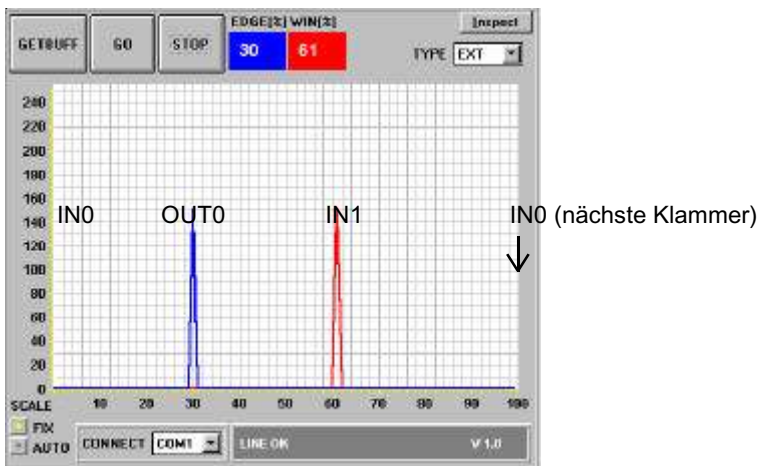 EDGE[%] WIN[%]
Inspect
GETBUFF GO STOP 30 61 TYPE EXT
240
220
200
180
160
140
120
100
80
60
40
20
0
IN0 OUT0 IN1 IN0 (nächste Klammer)
SCALE 10 20 30 40 50 60 70 80 90 100
FIX
AUTO CONNECT COM1 LINE OK V 1.0